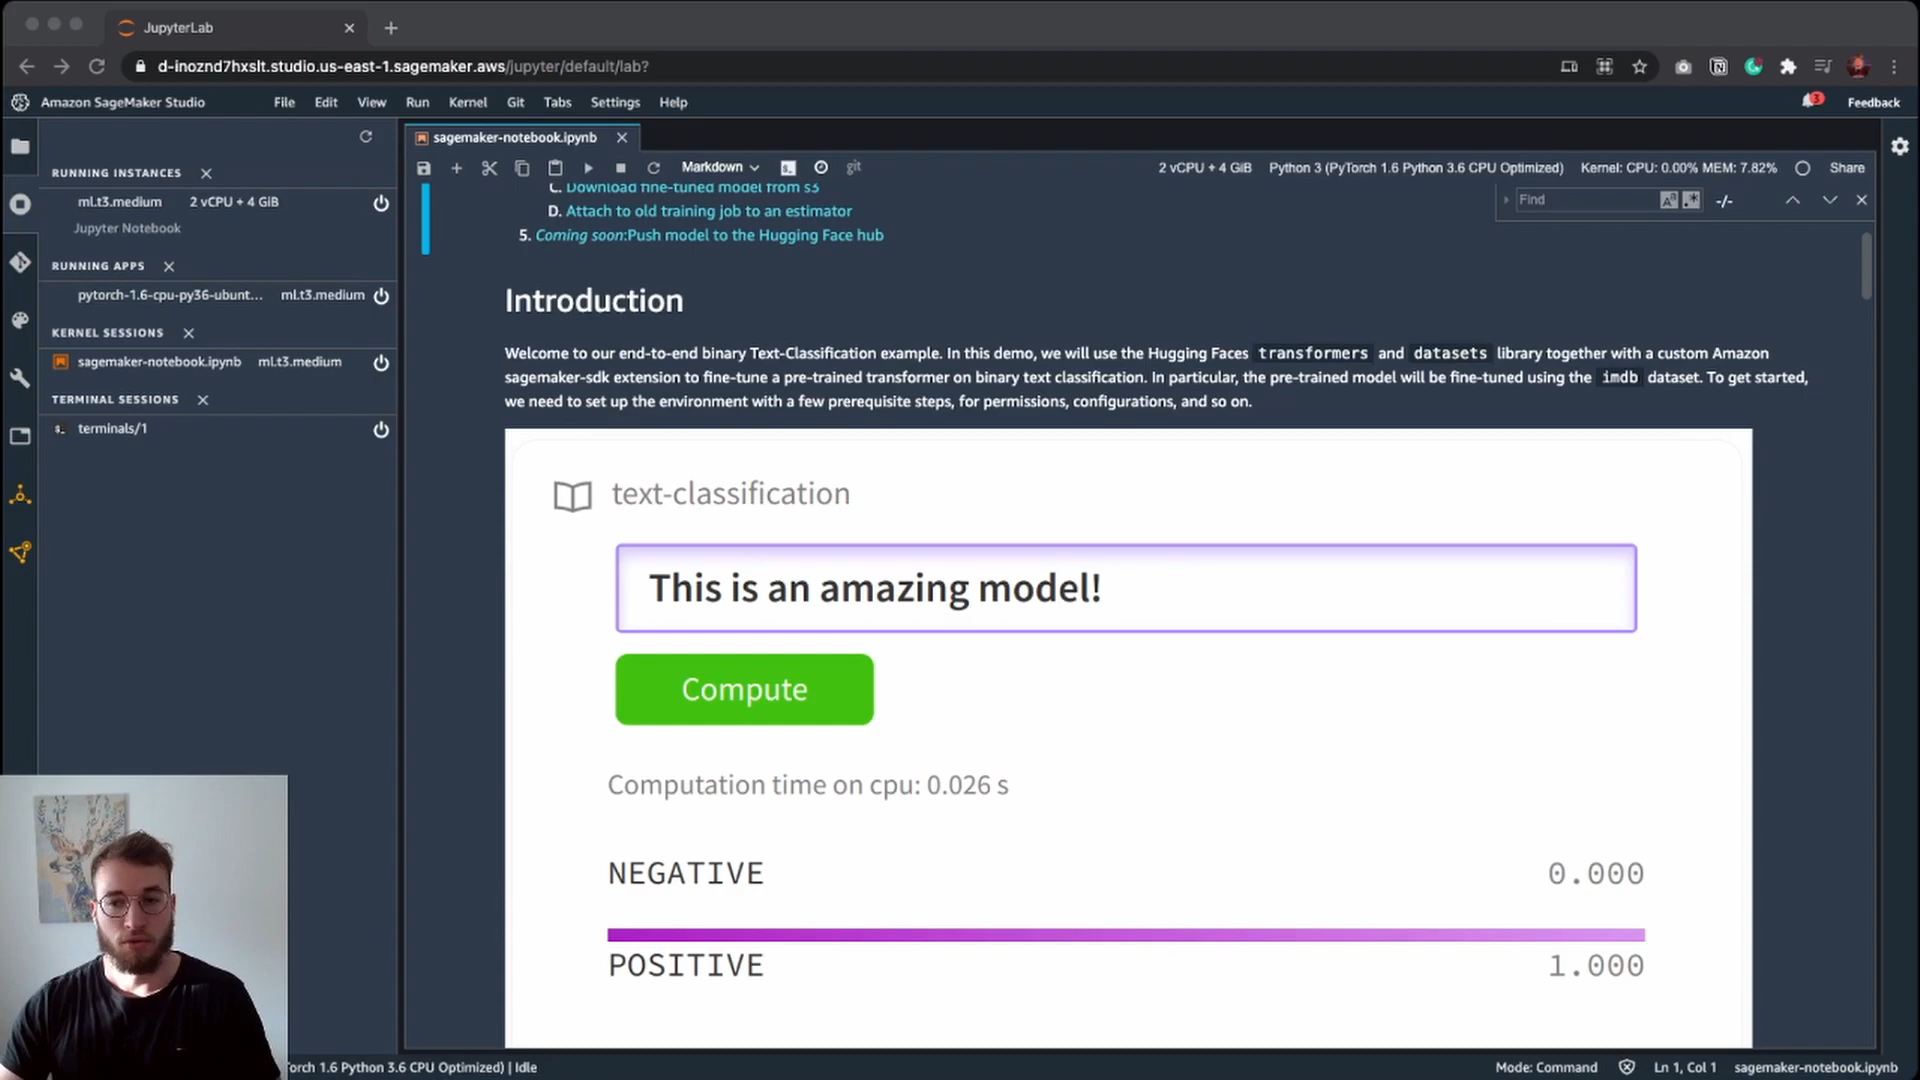 JupyterLab
d-inoznd7hxslt.studio.us-east-1.sagemaker.aws/jupyter/default/lab?
Amazon SageMaker Studio File Edit View Run Kernel Git Tabs Settings Help 3 Feedback
RUNNING INSTANCES
ml.t3.medium 2 vCPU + 4 GiB
Jupyter Notebook
RUNNING APPS
pytorch-1.6-cpu-py36-ubunt... ml.t3.medium
KERNEL SESSIONS
sagemaker-notebook.ipynb ml.t3.medium
TERMINAL SESSIONS
terminals/1
sagemaker-notebook.ipynb
Markdown git 2 vCPU + 4 GiB Python 3 (PyTorch 1.6 Python 3.6 CPU Optimized) Kernel: CPU: 0.00% MEM: 7.82% Share
Find -/-
C. Download fine-tuned model from s3
D. Attach to old training job to an estimator
5. Coming soon:Push model to the Hugging Face hub
Introduction
Welcome to our end-to-end binary Text-Classification example. In this demo, we will use the Hugging Faces transformers and datasets library together with a custom Amazon
sagemaker-sdk extension to fine-tune a pre-trained transformer on binary text classification. In particular, the pre-trained model will be fine-tuned using the imdb dataset. To get started,
we need to set up the environment with a few prerequisite steps, for permissions, configurations, and so on.
text-classification
This is an amazing model!
Compute
Computation time on cpu: 0.026 s
NEGATIVE 0.000
POSITIVE 1.000
Torch 1.6 Python 3.6 CPU Optimized) | Idle
Mode: Command Ln 1, Col 1 sagemaker-notebook.ipynb